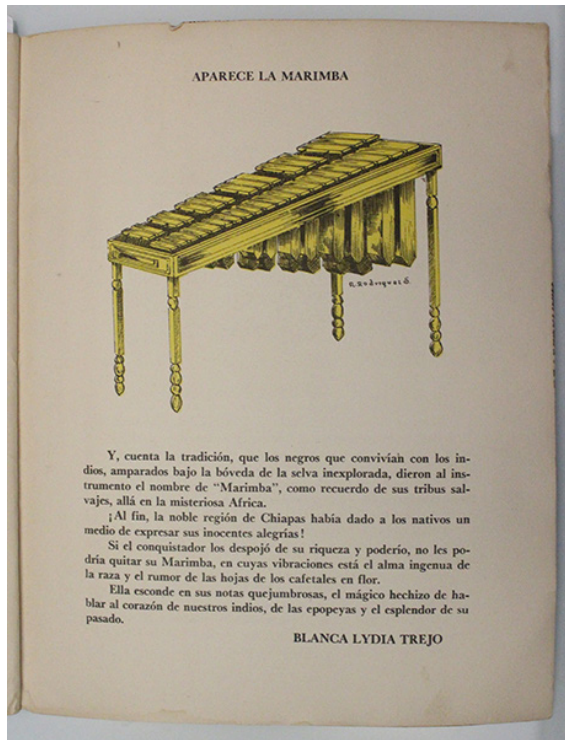 APARECE LA MARIMBA
Y, cuenta la tradición, que los negros que convivían con los in-
dios, amparados bajo la bóveda de la selva inexplorada, dieron al ins-
trumento el nombre de “Marimba”, como recuerdo de sus tribus sal-
vajes, allá en la misteriosa Africa.
¡Al fin, la noble región de Chiapas había dado a los nativos un
medio de expresar sus inocentes alegrías!
Si el conquistador los despojó de su riqueza y poderío, no les po-
dría quitar su Marimba, en cuyas vibraciones está el alma ingenua de
la raza y el rumor de las hojas de los cafetales en flor.
Ella esconde en sus notas quejumbrosas, el mágico hechizo de ha-
blar al corazón de nuestros indios, de las epopeyas y el esplendor de su
pasado.
BLANCA LYDIA TREJO